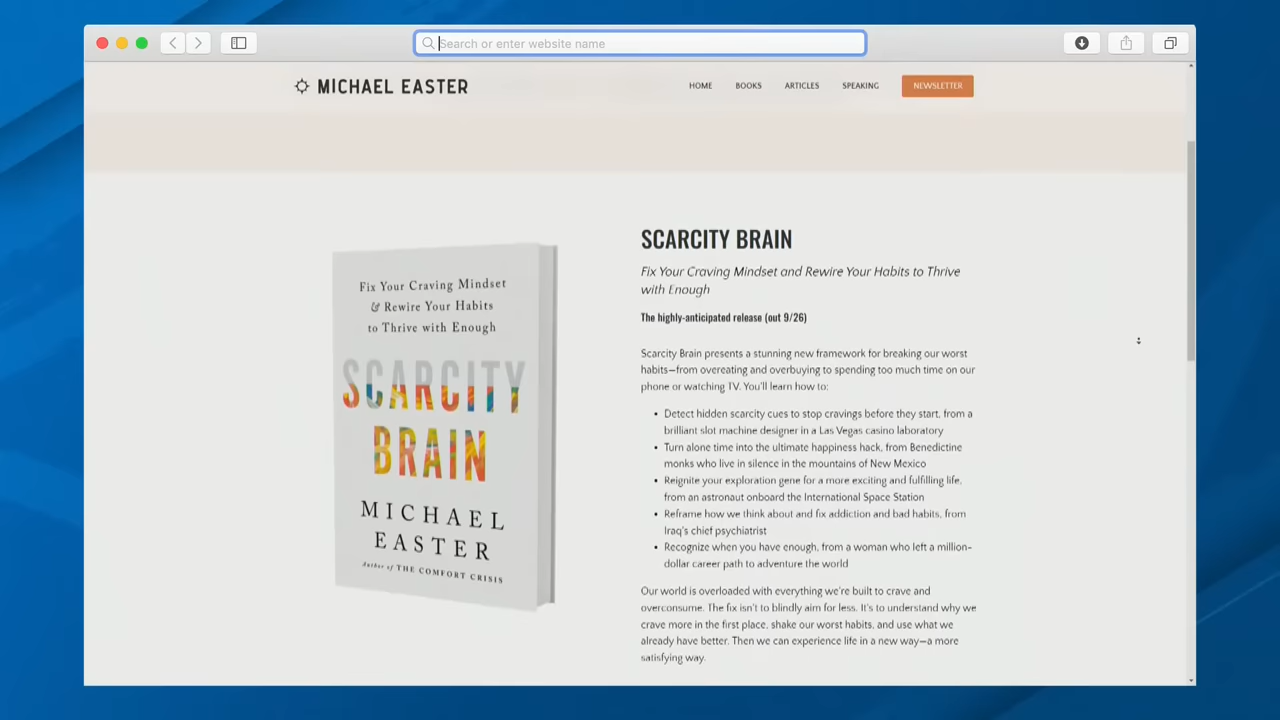 Search or enter website name
MICHAEL EASTER
HOME
BOOKS
ARTICLES
SPEAKING
NEWSLETTER
Fix Your Craving Mindset
& Rewire Your Habits
to Thrive with Enough
SCARCITY
BRAIN
MICHAEL
EASTER
Author of THE COMFORT CRISIS
SCARCITY BRAIN
Fix Your Craving Mindset and Rewire Your Habits to Thrive
with Enough
The highly-anticipated release (out 9/26)
Scarcity Brain presents a stunning new framework for breaking our worst
habits—from overeating and overbuying to spending too much time on our
phone or watching TV. You'll learn how to:
• Detect hidden scarcity cues to stop cravings before they start, from a
brilliant slot machine designer in a Las Vegas casino laboratory
• Turn alone time into the ultimate happiness hack, from Benedictine
monks who live in silence in the mountains of New Mexico
• Reignite your exploration gene for a more exciting and fulfilling life,
from an astronaut onboard the International Space Station
• Reframe how we think about and fix addiction and bad habits, from
Iraq's chief psychiatrist
• Recognize when you have enough, from a woman who left a million-
dollar career path to adventure the world
Our world is overloaded with everything we're built to crave and
overconsume. The fix isn't to blindly aim for less. It's to understand why we
crave more in the first place, shake our worst habits, and use what we
already have better. Then we can experience life in a new way—a more
satisfying way.